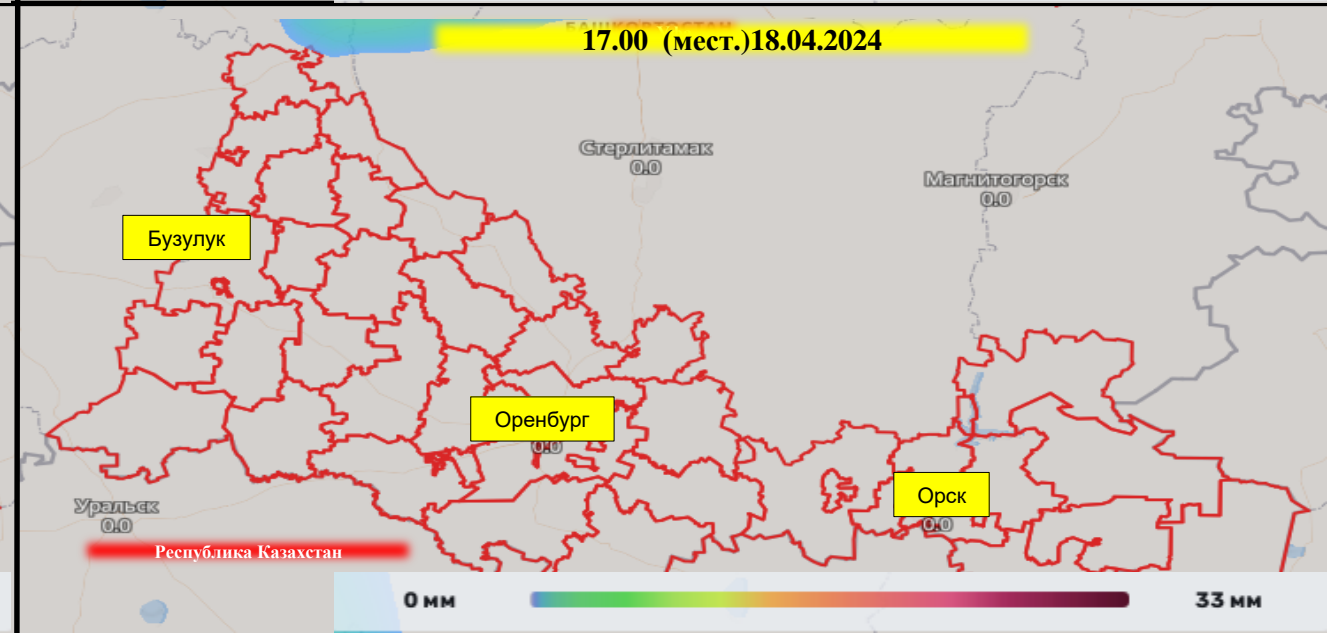 БАШКОРТОСТАН
17.00 (мест.)18.04.2024
Стерлитамак
0.0
Магнитогорск
0.0
Бузулук
Оренбург
0.0
Орск
0.0
Уральск
0.0
Республика Казахстан
0 мм
33 мм